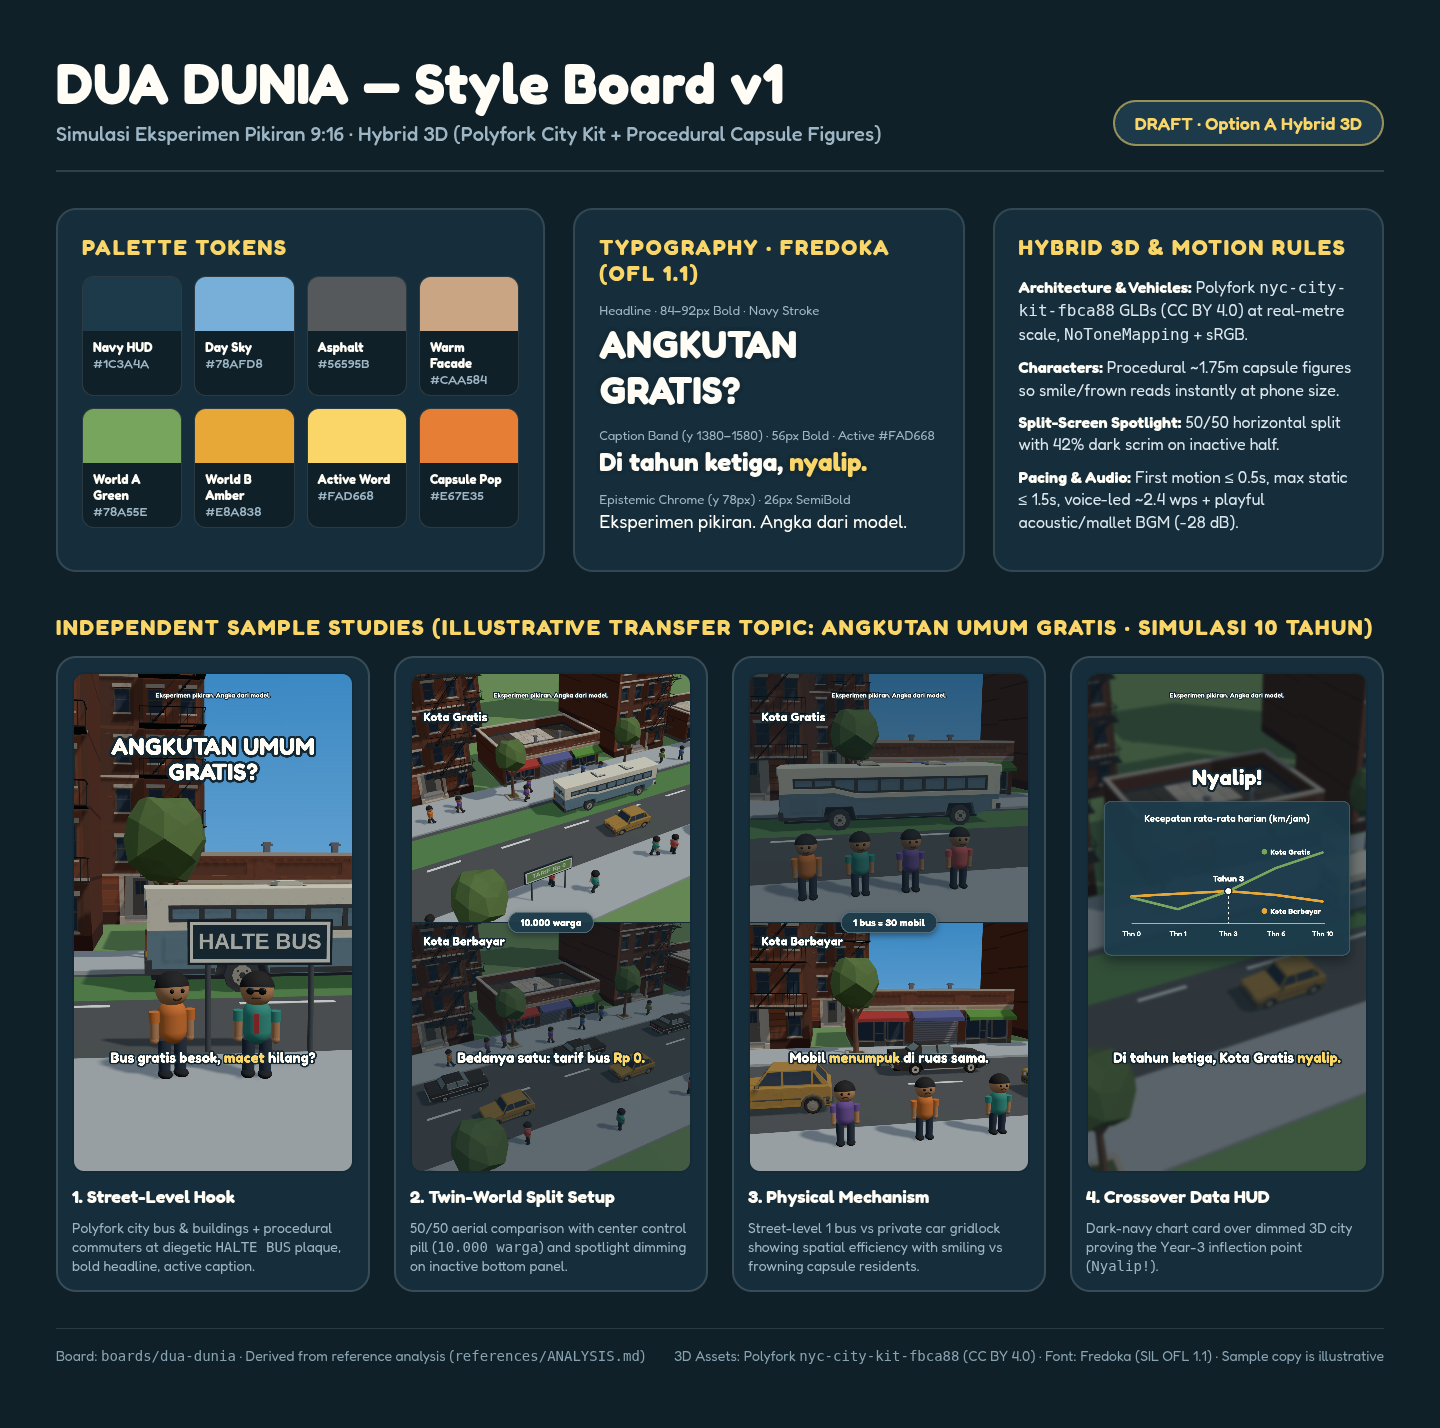 DUA DUNIA — Style Board v1
Simulasi Eksperimen Pikiran 9:16 · Hybrid 3D (Polyfork City Kit + Procedural Capsule Figures)
DRAFT · Option A Hybrid 3D
PALETTE TOKENS
Navy HUD
#1C3A4A
Day Sky
#78AFD8
Asphalt
#56595B
Warm
Facade
#CAA584
World A
Green
#78A55E
World B
Amber
#E8A838
Active Word
#FAD668
Capsule Pop
#E67E35
TYPOGRAPHY · FREDOKA
(OFL 1.1)
Headline · 84–92px Bold · Navy Stroke
ANGKUTAN
GRATIS?
Caption Band (y 1380–1580) · 56px Bold · Active #FAD668
Di tahun ketiga, nyalip.
Epistemic Chrome (y 78px) · 26px SemiBold
Eksperimen pikiran. Angka dari model.
HYBRID 3D & MOTION RULES
Architecture & Vehicles: Polyfork nyc-city-
kit-fbca88 GLBs (CC BY 4.0) at real-metre
scale, NoToneMapping + sRGB.
Characters: Procedural ~1.75m capsule figures
so smile/frown reads instantly at phone size.
Split-Screen Spotlight: 50/50 horizontal split
with 42% dark scrim on inactive half.
Pacing & Audio: First motion ≤ 0.5s, max static
≤ 1.5s, voice-led ~2.4 wps + playful
acoustic/mallet BGM (-28 dB).
INDEPENDENT SAMPLE STUDIES (ILLUSTRATIVE TRANSFER TOPIC: ANGKUTAN UMUM GRATIS · SIMULASI 10 TAHUN)
Eksperimen pikiran. Angka dari model.
ANGKUTAN UMUM
GRATIS?
HALTE BUS
Bus gratis besok, macet hilang?
1. Street-Level Hook
Polyfork city bus & buildings + procedural
commuters at diegetic HALTE BUS plaque,
bold headline, active caption.
Eksperimen pikiran. Angka dari model.
Kota Gratis
TARIF Rp 0
10.000 warga
Kota Berbayar
Bedanya satu: tarif bus Rp 0.
2. Twin-World Split Setup
50/50 aerial comparison with center control
pill (10.000 warga) and spotlight dimming
on inactive bottom panel.
Eksperimen pikiran. Angka dari model.
Kota Gratis
1 bus = 30 mobil
Kota Berbayar
Mobil menumpuk di ruas sama.
3. Physical Mechanism
Street-level 1 bus vs private car gridlock
showing spatial efficiency with smiling vs
frowning capsule residents.
Eksperimen pikiran. Angka dari model.
Nyalip!
Kecepatan rata-rata harian (km/jam)
Kota Gratis
Tahun 3
Kota Berbayar
Thn 0 Thn 1 Thn 3 Thn 6 Thn 10
Di tahun ketiga, Kota Gratis nyalip.
4. Crossover Data HUD
Dark-navy chart card over dimmed 3D city
proving the Year-3 inflection point
(Nyalip!).
Board: boards/dua-dunia · Derived from reference analysis (references/ANALYSIS.md)
3D Assets: Polyfork nyc-city-kit-fbca88 (CC BY 4.0) · Font: Fredoka (SIL OFL 1.1) · Sample copy is illustrative